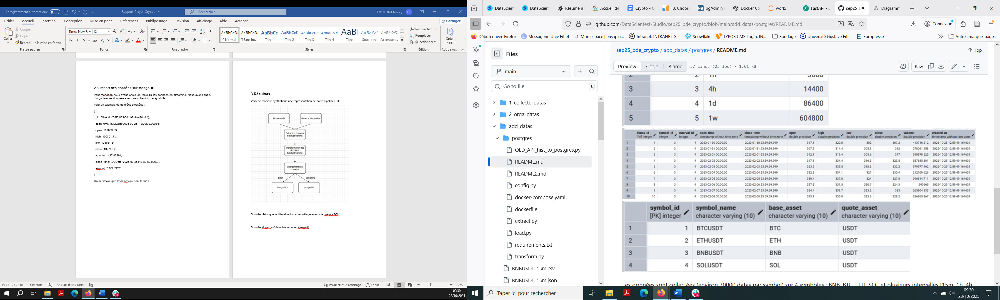 Enregistrement automatique
Rapport_Projet_Crypt...
Rechercher
FREMONT Nancy
FN
Fichier
Accueil
Insertion
Conception
Mise en page
Références
Publipostage
Révision
Affichage
Aide
Acrobat
Partager
Coller
Couper
Copier
Reproduire la mise en forme
Presse-papiers
Times New R
12
Police
Paragraphe
AaBbCcD
¶ Normal
AaBbCcD
¶ Sans int...
AaBbCc
Titre 1
AaBbCcD
Titre 2
AaBbCcDc
Titre 3
AaBbCcDc
Titre 4
AaB
Titre
AaBbCcL
Sous-titre
AaBbCcD
Accentuat...
Styles
Rechercher
Remplacer
Sélectionner
Édition
Créer
un PDF
Adobe Ac...
2.3 Import des données sur MongoDB
Pour mongodb nous avons choisi de recueillir les données en streaming. Nous avons choisi
d'organiser les données avec une collection par symbole.
Voici un exemple de données stockées :
{
_id: ObjectId('68f0f0fbb58dfa2bbac90d8d'),
open_time: ISODate('2025-09-25T18:00:00.000Z'),
open: 108833.63,
high: 109801.78,
low: 108631.51,
close: 109760.2,
volume: 1427.42291,
close_time: ISODate('2025-09-25T18:59:59.999Z'),
symbol: 'BTCUSDT'
}
On ne stocke que les klines qui sont fermés.
3 Résultats
Voici de manière synthétique une représentation de notre pipeline ETL :
Binance API
Binance Websocket
Extraction données
batch/streaming
Transformation des
données
batch/streaming
Chargement des
données
batch
streaming
PostgreSQL
mongo DB
Donnée historique -> Visualisation et requêtage avec vue postgreSQL
Donnée stream -> Visualisation avec streamlit
Page 10 sur 10
1389 mots
Anglais (États-Unis)
Paramètres d'affichage
Focus
70 %
09:30
28/10/2025
DataScient
DataScient
Résumé iso
Accueil de
Crypto - G
13. Choosi
pgAdmin 4
Docker Co
work/
FastAPI - S
sep25_b
Diagramm
github.com/DataScientest-Studio/sep25_bde_crypto/blob/main/add_datas/postgres/README.md
Connexion
Débuter avec Firefox
Messagerie Univ Eiffel
Mon espace | ensap.g...
Intranet: INTRANET G...
Snowflake
TYPO3 CMS Login: IN...
Sondage
Université Gustave Eif...
Europresse
Autres marque-pages
Files
main
Go to file
t
1_collecte_datas
2_orga_datas
add_datas
postgres
OLD_API_hist_to_postgres.py
README.md
README2.md
config.py
docker-compose.yaml
dockerfile
extract.py
load.py
requirements.txt
transform.py
BNBUSDT_15m.csv
BNBUSDT_15m.json
sep25_bde_crypto / add_datas / postgres / README.md
Top
Preview
Code
Blame
37 lines (23 loc) · 1.61 KB
Raw
2 2 1h 3600
3 3 4h 14400
4 4 1d 86400
5 5 1w 604800
klines_id symbol_id interval_id open_time close_time open high low close volume created_at
[PK] integer integer integer timestamp without time zone timestamp without time zone double precision double precision double precision double precision double precision timestamp without time zone
1 1 3 4 2023-01-30 00:00:00 2023-01-30 23:59:59.999 317.1 320.8 302 307.2 413716.212 2025-10-25 12:59:49.164639
2 2 3 4 2023-01-31 00:00:00 2023-01-31 23:59:59.999 307.2 314.4 305.3 312 278061.958 2025-10-25 12:59:49.164639
3 3 3 4 2023-02-01 00:00:00 2023-02-01 23:59:59.999 312.1 319.4 305.6 317 390978.523 2025-10-25 12:59:49.164639
4 4 3 4 2023-02-02 00:00:00 2023-02-02 23:59:59.999 317.1 334.4 316.3 323.5 587655.881 2025-10-25 12:59:49.164639
5 5 3 4 2023-02-03 00:00:00 2023-02-03 23:59:59.999 323.5 335.5 318.3 332.2 579577.162 2025-10-25 12:59:49.164639
6 6 3 4 2023-02-04 00:00:00 2023-02-04 23:59:59.999 332.3 334.1 327 330.4 212109.626 2025-10-25 12:59:49.164639
7 7 3 4 2023-02-05 00:00:00 2023-02-05 23:59:59.999 330.4 337.8 324 327.8 396514.711 2025-10-25 12:59:49.164639
8 8 3 4 2023-02-06 00:00:00 2023-02-06 23:59:59.999 327.8 331.5 320.7 324.3 290965 2025-10-25 12:59:49.164639
9 9 3 4 2023-02-07 00:00:00 2023-02-07 23:59:59.999 324.4 333.7 323.2 333 265904.833 2025-10-25 12:59:49.164639
10 10 3 4 2023-02-08 00:00:00 2023-02-08 23:59:59.999 333.1 335.8 323.6 328.2 286865.867 2025-10-25 12:59:49.164639
symbol_id symbol_name base_asset quote_asset
[PK] integer character varying (10) character varying (10) character varying (10)
1 1 BTCUSDT BTC USDT
2 2 ETHUSDT ETH USDT
3 3 BNBUSDT BNB USDT
4 4 SOLUSDT SOL USDT
Les données sont collectées (environ 30000 datas par symbol) sur 4 symboles : BNB, BTC, ETH, SOL et plusieurs intervalles [15m, 1h, 4h,
Taper ici pour rechercher
09:30
28/10/2025